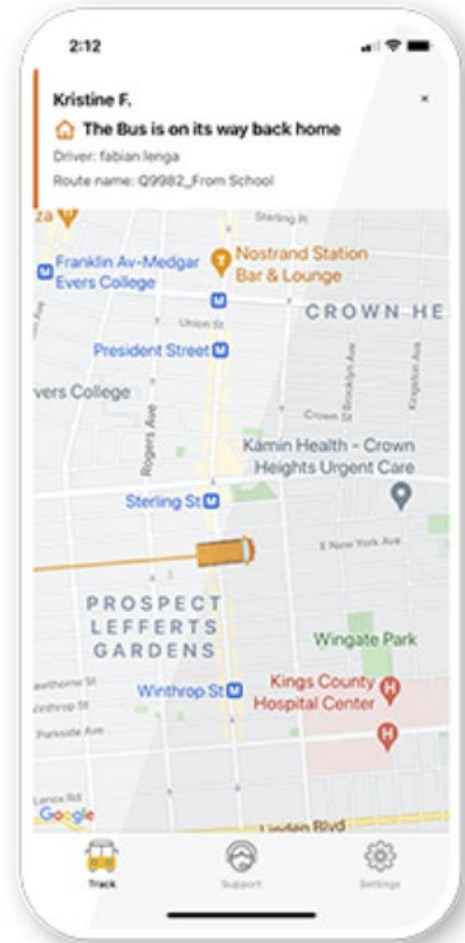 2:12
Kristine F.
×
The Bus is on its way back home
Driver: fabian lenga
Route name: Q9982_From School
za
Sterling Pl
Franklin Av-Medgar
Evers College
Nostrand Station
Bar & Lounge
CROWN HE
Union St
President Street
Brooklyn Ave
Kingston Ave
vers College
Rogers Ave
Crown St
Kamin Health - Crown
Heights Urgent Care
Sterling St
E New York Ave
PROSPECT
LEFFERTS
GARDENS
Wingate Park
awthorne St
Winthrop St
Kings County
Hospital Center
H
Parkside Ave
H
Lenox Rd
Google
Linden Blvd
Track
Support
Settings